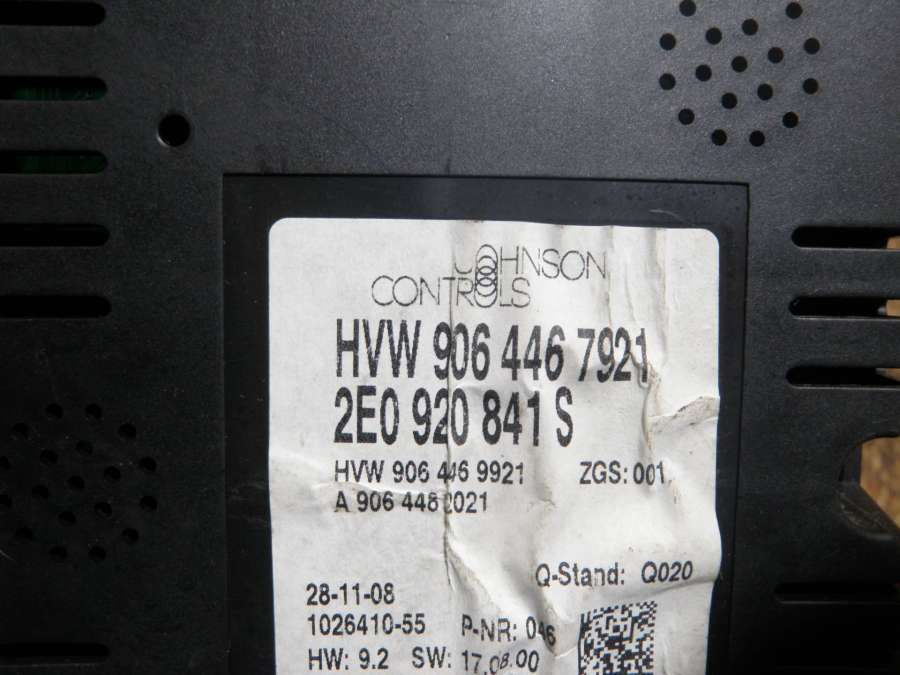 JOHNSON
CONTROLS
HVW 906 446 7921
2E0 920 841 S
HVW 906 446 9921 ZGS: 001
A 906 448 2021
Q-Stand: Q020
28-11-08
1026410-55 P-NR: 046
HW: 9.2 SW: 17.08.00